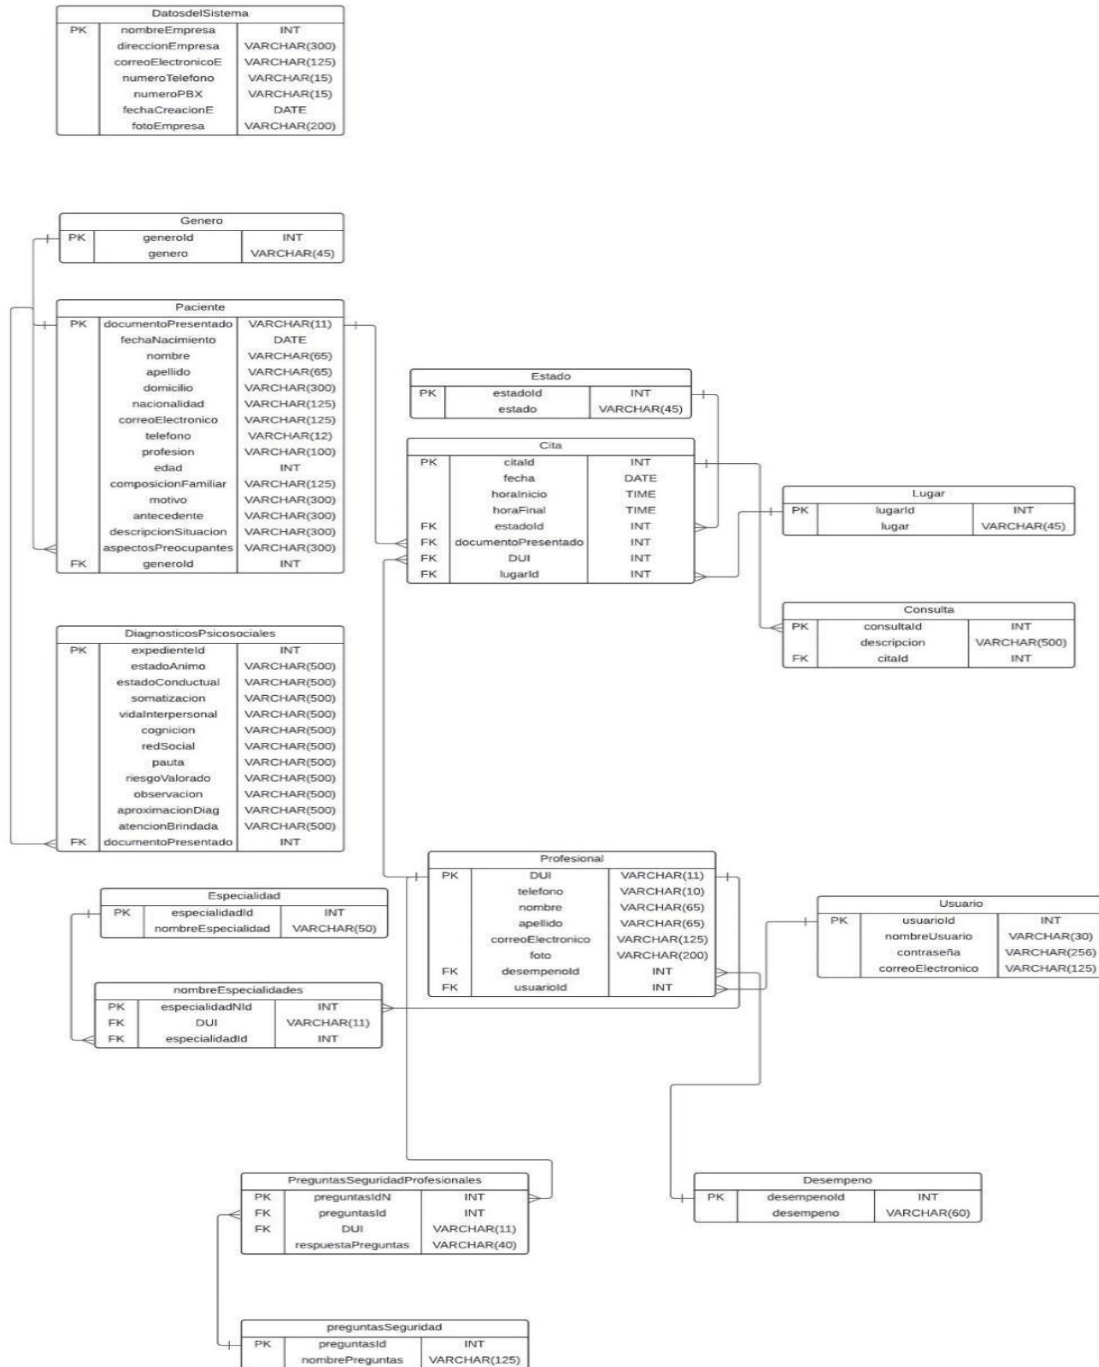 DatosdelSistema
PK nombreEmpresa INT
direccionEmpresa VARCHAR(300)
correoElectronicoE VARCHAR(125)
numeroTelefono VARCHAR(15)
numeroPBX VARCHAR(15)
fechaCreacionE DATE
fotoEmpresa VARCHAR(200)
Genero
PK generoId INT
genero VARCHAR(45)
Paciente
PK documentoPresentado VARCHAR(11)
fechaNacimiento DATE
nombre VARCHAR(65)
apellido VARCHAR(65)
domicilio VARCHAR(300)
nacionalidad VARCHAR(125)
correoElectronico VARCHAR(125)
telefono VARCHAR(12)
profesion VARCHAR(100)
edad INT
composicionFamiliar VARCHAR(125)
motivo VARCHAR(300)
antecedente VARCHAR(300)
descripcionSituacion VARCHAR(300)
aspectosPreocupantes VARCHAR(300)
FK generoId INT
Estado
PK estadoId INT
estado VARCHAR(45)
Cita
PK citaId INT
fecha DATE
horaInicio TIME
horaFinal TIME
FK estadoId INT
FK documentoPresentado INT
FK DUI INT
FK lugarId INT
Lugar
PK lugarId INT
lugar VARCHAR(45)
Consulta
PK consultaId INT
descripcion VARCHAR(500)
FK citaId INT
DiagnosticosPsicosociales
PK expedienteId INT
estadoAnimo VARCHAR(500)
estadoConductual VARCHAR(500)
somatizacion VARCHAR(500)
vidaInterpersonal VARCHAR(500)
cognicion VARCHAR(500)
redSocial VARCHAR(500)
pauta VARCHAR(500)
riesgoValorado VARCHAR(500)
observacion VARCHAR(500)
aproximacionDiag VARCHAR(500)
atencionBrindada VARCHAR(500)
FK documentoPresentado INT
Profesional
PK DUI VARCHAR(11)
telefono VARCHAR(10)
nombre VARCHAR(65)
apellido VARCHAR(65)
correoElectronico VARCHAR(125)
foto VARCHAR(200)
FK desempenoId INT
FK usuarioId INT
Especialidad
PK especialidadId INT
nombreEspecialidad VARCHAR(50)
Usuario
PK usuarioId INT
nombreUsuario VARCHAR(30)
contraseña VARCHAR(256)
correoElectronico VARCHAR(125)
nombreEspecialidades
PK especialidadNId INT
FK DUI VARCHAR(11)
FK especialidadId INT
PreguntasSeguridadProfesionales
PK preguntasIdN INT
FK preguntasId INT
FK DUI VARCHAR(11)
respuestaPreguntas VARCHAR(40)
Desempeno
PK desempenoId INT
desempeno VARCHAR(60)
preguntasSeguridad
PK preguntasId INT
nombrePreguntas VARCHAR(125)